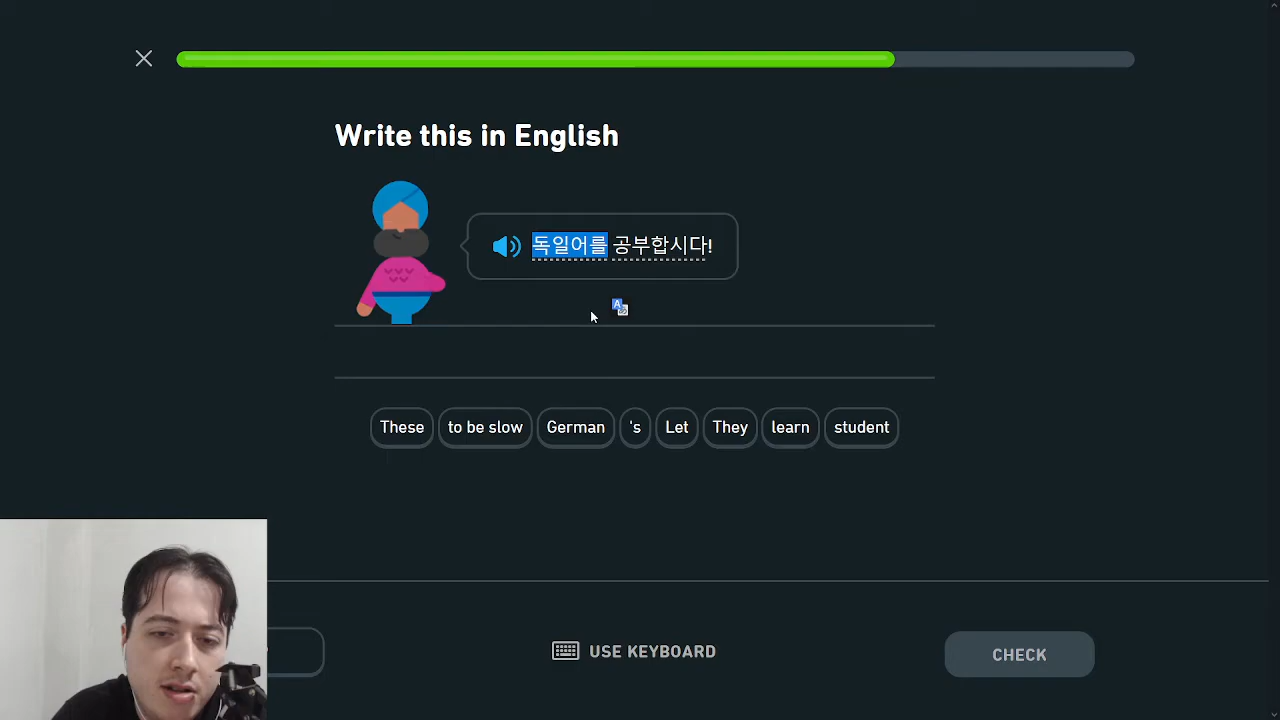 Write this in English
독일어를 공부합시다!
These to be slow German 's Let They learn student
USE KEYBOARD
CHECK